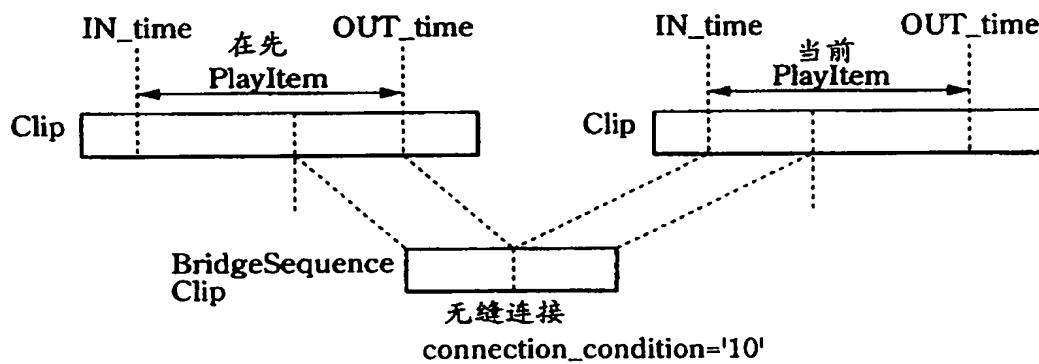 IN_time
OUT_time
在先
PlayItem
Clip
IN_time
OUT_time
当前
PlayItem
Clip
BridgeSequence
Clip
无缝连接
connection_condition='10'